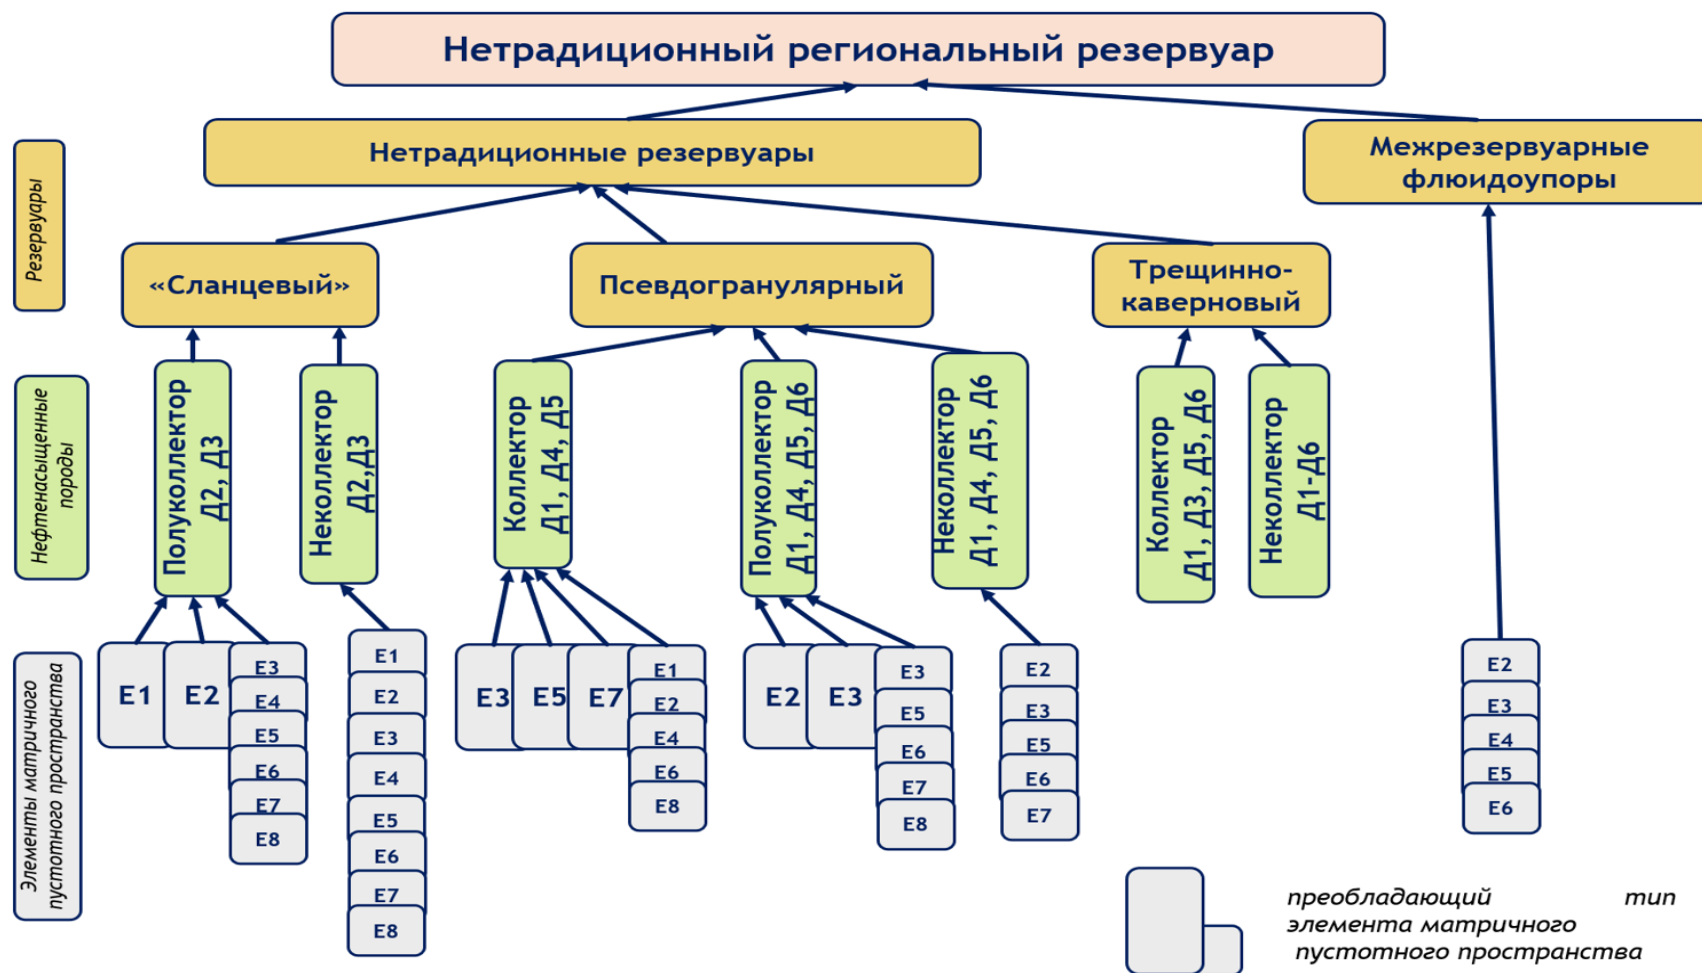 Нетрадиционный региональный резервуар
Нетрадиционные резервуары
Межрезервуарные
флюидоупоры
Резервуары
«Сланцевый»
Псевдогранулярный
Трещинно-
каверновый
Нефтенасыщенные
породы
Полуколлектор
Д2, Д3
Неколлектор
Д2,Д3
Коллектор
Д1, Д4, Д5
Полуколлектор
Д1, Д4, Д5, Д6
Неколлектор
Д1, Д4, Д5, Д6
Коллектор
Д1, Д3, Д5, Д6
Неколлектор
Д1-Д6
Элементы матричного
пустотного пространства
Е1
Е2
Е3
Е4
Е5
Е6
Е7
Е8
Е1
Е2
Е3
Е4
Е5
Е6
Е7
Е8
Е3
Е5
Е7
Е1
Е2
Е4
Е6
Е8
Е2
Е3
Е3
Е5
Е6
Е7
Е8
Е2
Е3
Е5
Е6
Е7
Е2
Е3
Е4
Е5
Е6
преобладающий тип
элемента матричного
пустотного пространства